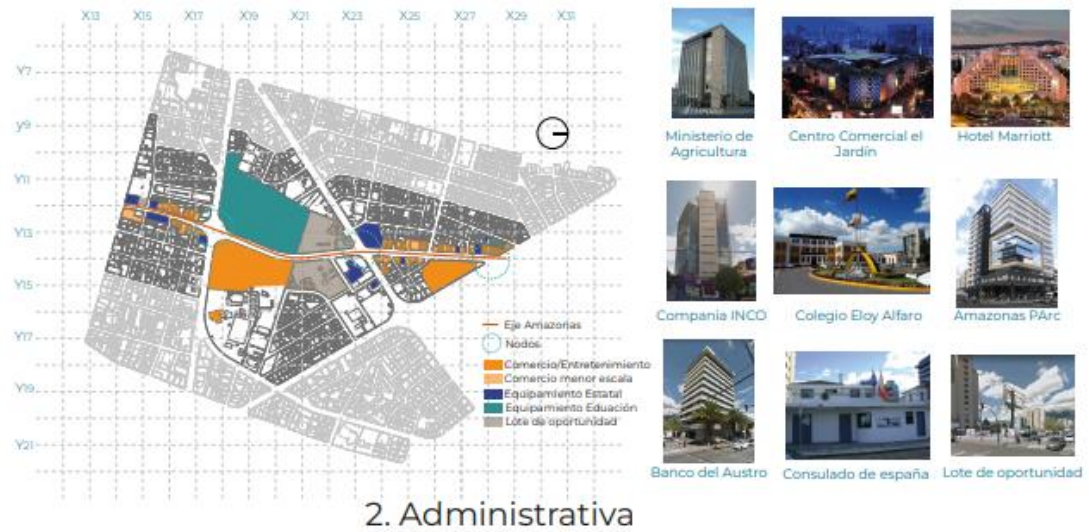 X13 X15 X17 X19 X21 X23 X25 X27 X29 X31
Y7
y9
Y11
Y13
Y15
Y17
Y19
Y21
Eje Amazonas
Nodos
Comercio/Entretenimiento
Comercio menor escala
Equipamiento Estatal
Equipamiento Eduación
Lote de oportunidad
Ministerio de
Agricultura
Centro Comercial el
Jardín
Hotel Marriott
Compania INCO
Colegio Eloy Alfaro
Amazonas PArc
Banco del Austro
Consulado de españa
Lote de oportunidad
2. Administrativa